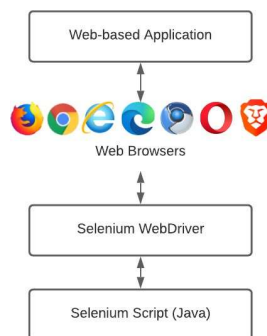 Web-based Application
Web Browsers
Selenium WebDriver
Selenium Script (Java)